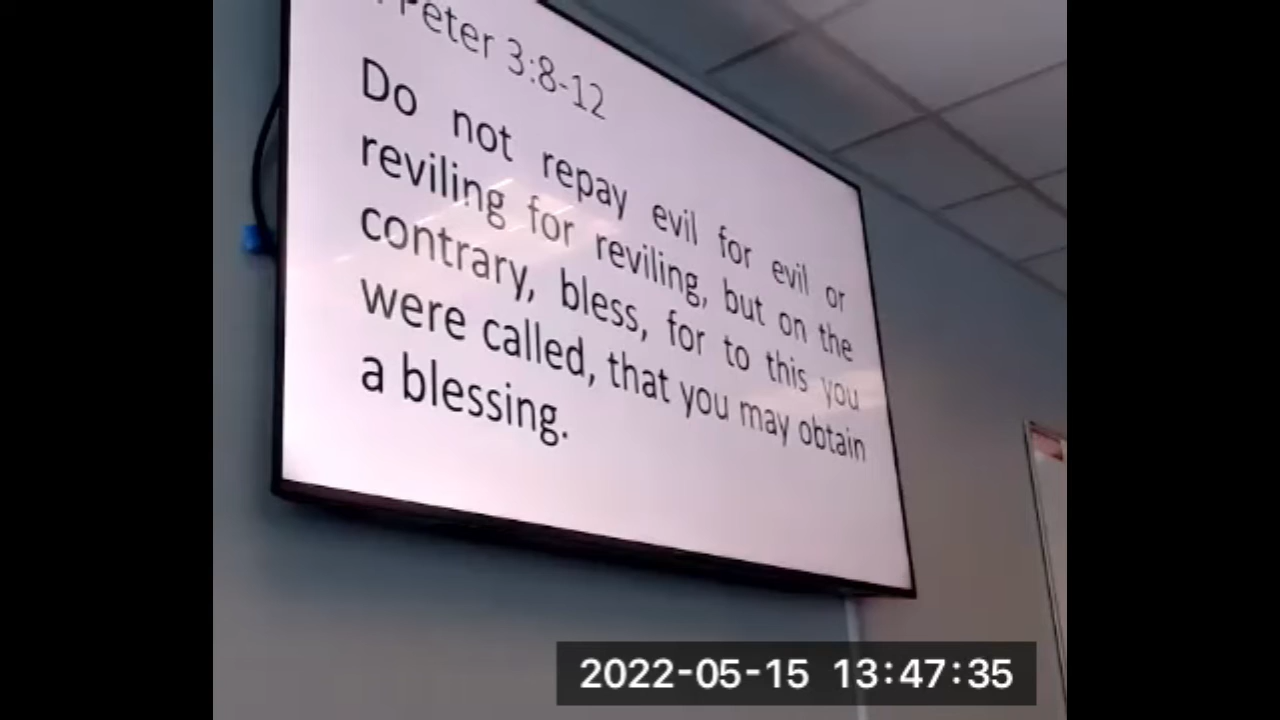 Peter 3:8-12
Do not repay evil for evil or
reviling for reviling, but on the
contrary, bless, for to this you
were called, that you may obtain
a blessing.
2022-05-15 13:47:35